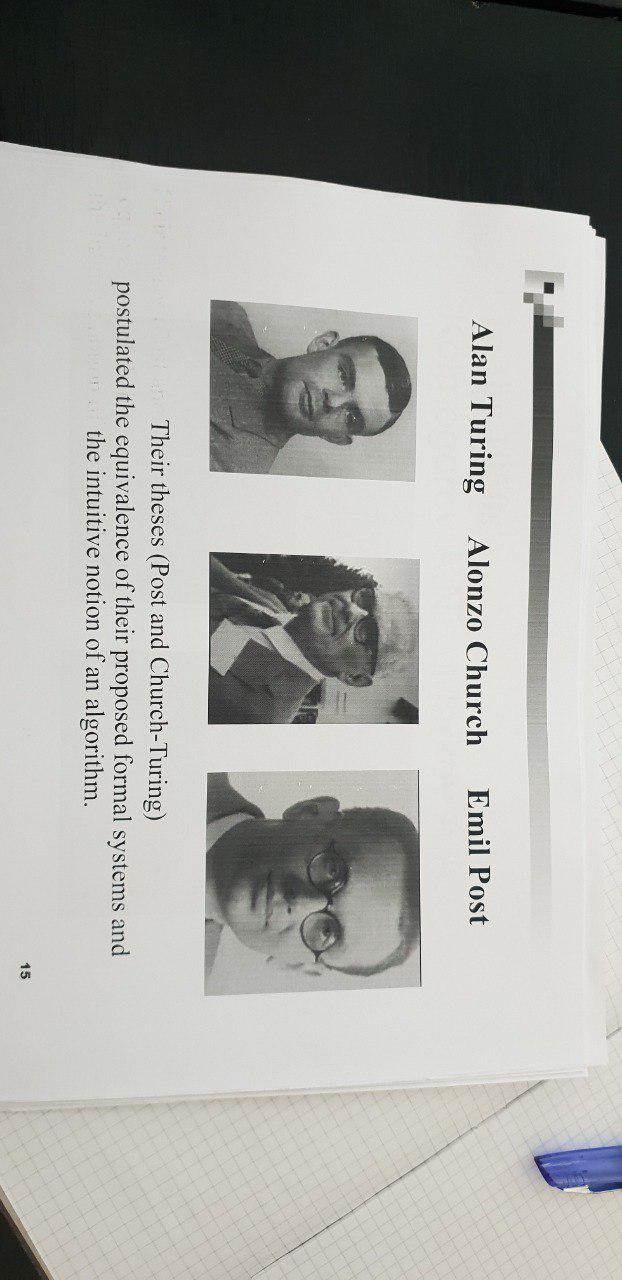 Alan Turing Alonzo Church Emil Post
Their theses (Post and Church-Turing)
postulated the equivalence of their proposed formal systems and
the intuitive notion of an algorithm.
15